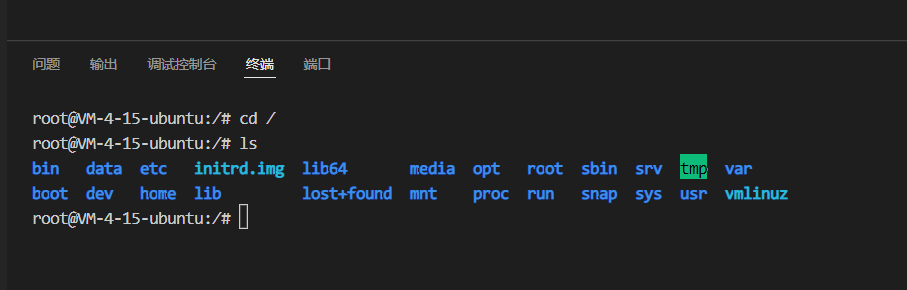 问题 输出 调试控制台 终端 端口
root@VM-4-15-ubuntu:/# cd /
root@VM-4-15-ubuntu:/# ls
bin data etc initrd.img lib64 media opt root sbin srv tmp var
boot dev home lib lost+found mnt proc run snap sys usr vmlinuz
root@VM-4-15-ubuntu:/#